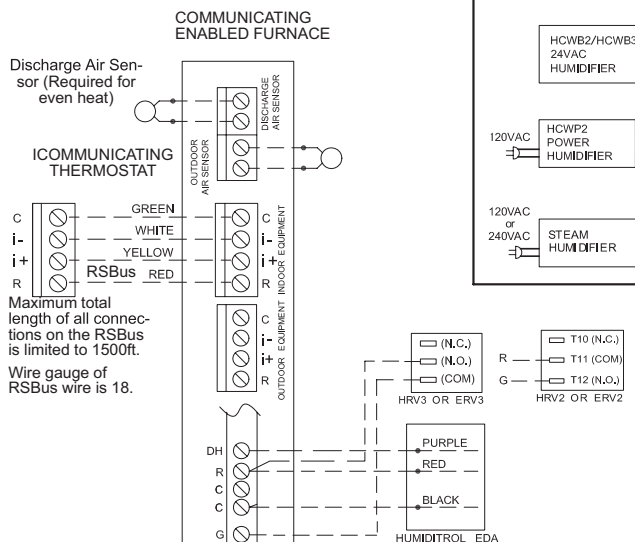 COMMUNICATING
ENABLED FURNACE
Discharge Air Sen-
sor (Required for
even heat)
DISCHARGE
AIR SENSOR
OUTDOOR
AIR SENSOR
ICOMMUNICATING
THERMOSTAT
C
i-
i+
R
GREEN
WHITE
YELLOW
RSBus
RED
C
i-
i+
R
INDOOR EQUIPMENT
Maximum total
length of all connec-
tions on the RSBus
is limited to 1500ft.
Wire gauge of
RSBus wire is 18.
C
i-
i+
R
OUTDOOR EQUIPMENT
DH
R
C
C
G
HCWB2/HCWB3
24VAC
HUMIDIFIER
120VAC
HCWP2
POWER
HUMIDIFIER
120VAC
or
240VAC
STEAM
HUMIDIFIER
(N.C.)
(N.O.)
(COM)
HRV3 OR ERV3
R
G
T10 (N.C.)
T11 (COM)
T12 (N.O.)
HRV2 OR ERV2
PURPLE
RED
BLACK
HUMIDITROL EDA